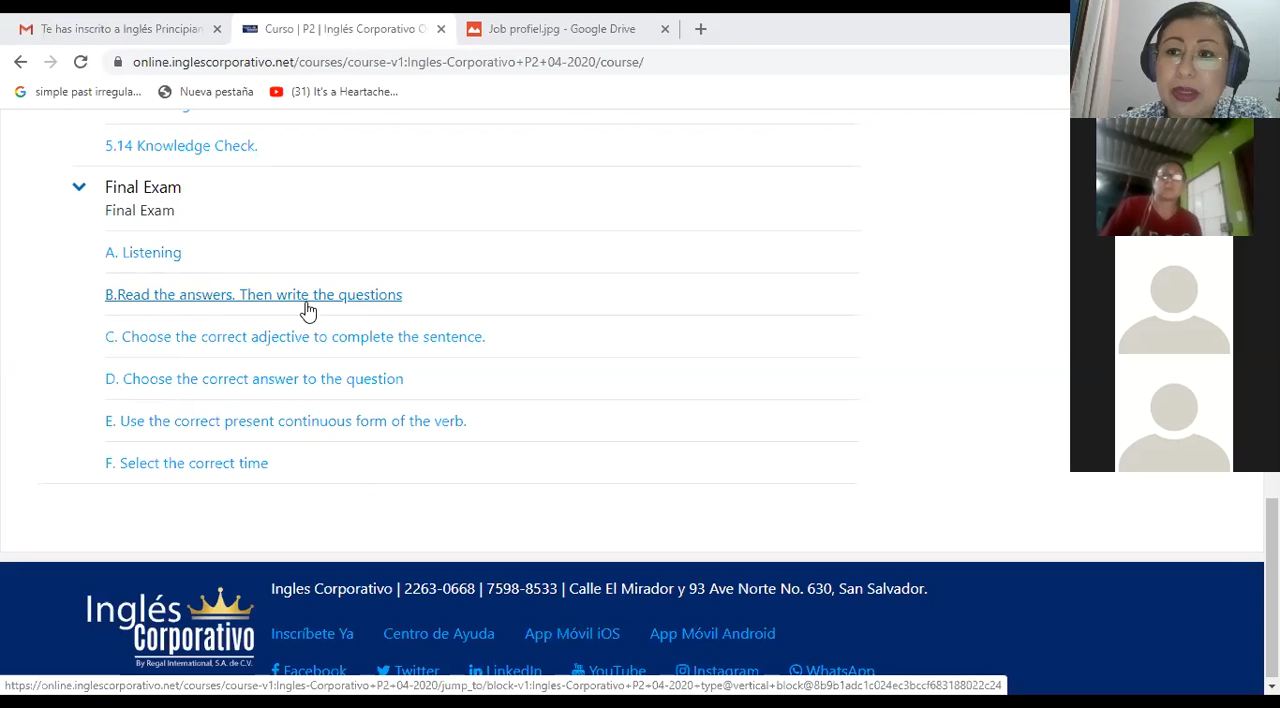 Te has inscrito a Inglés Principian
Curso | P2 | Inglés Corporativo O
Job profiel.jpg - Google Drive
online.inglescorporativo.net/courses/course-v1:Ingles-Corporativo+P2+04-2020/course/
simple past irregula...
Nueva pestaña
(31) It's a Heartache...
5.14 Knowledge Check.
Final Exam
Final Exam
A. Listening
B.Read the answers. Then write the questions
C. Choose the correct adjective to complete the sentence.
D. Choose the correct answer to the question
E. Use the correct present continuous form of the verb.
F. Select the correct time
Inglés
Corporativo
By Regal International, S.A. de C.V.
Ingles Corporativo | 2263-0668 | 7598-8533 | Calle El Mirador y 93 Ave Norte No. 630, San Salvador.
Inscríbete Ya
Centro de Ayuda
App Móvil iOS
App Móvil Android
Facebook
Twitter
LinkedIn
YouTube
Instagram
WhatsApp
https://online.inglescorporativo.net/courses/course-v1:Ingles-Corporativo+P2+04-2020/jump_to/block-v1:Ingles-Corporativo+P2+04-2020+type@vertical+block@8b9b1adc1c024ec3bccf683188022c24